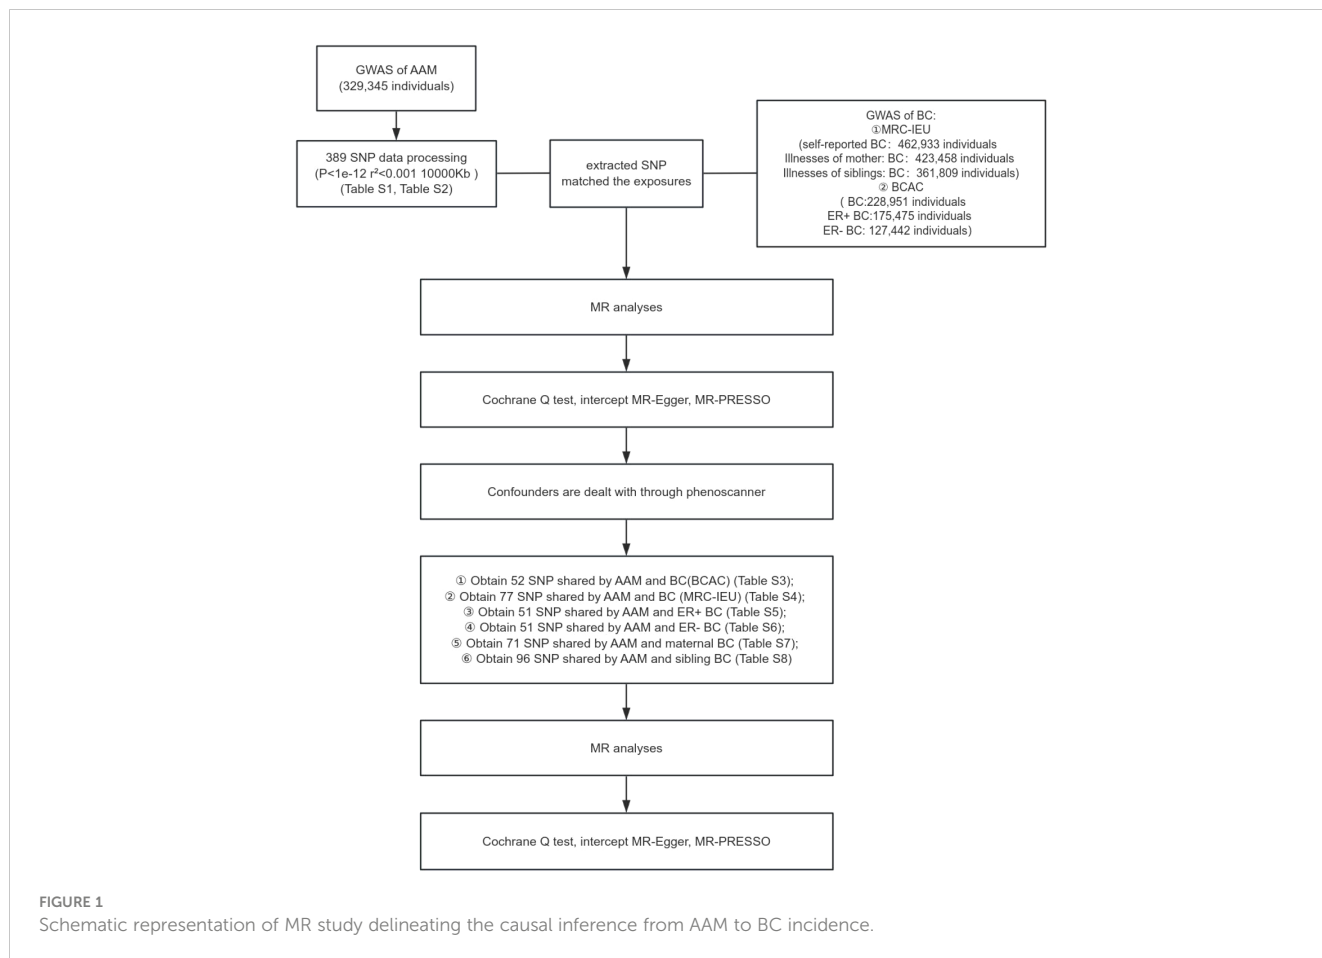 GWAS of AAM
(329,345 individuals)
389 SNP data processing
(P<1e-12 r²<0.001 10000Kb )
(Table S1, Table S2)
extracted SNP
matched the exposures
GWAS of BC:
①MRC-IEU
(self-reported BC: 462,933 individuals
Illnesses of mother: BC: 423,458 individuals
Illnesses of siblings: BC: 361,809 individuals)
② BCAC
( BC:228,951 individuals
ER+ BC:175,475 individuals
ER- BC: 127,442 individuals)
MR analyses
Cochrane Q test, intercept MR-Egger, MR-PRESSO
Confounders are dealt with through phenoscanner
① Obtain 52 SNP shared by AAM and BC(BCAC) (Table S3);
② Obtain 77 SNP shared by AAM and BC (MRC-IEU) (Table S4);
③ Obtain 51 SNP shared by AAM and ER+ BC (Table S5);
④ Obtain 51 SNP shared by AAM and ER- BC (Table S6);
⑤ Obtain 71 SNP shared by AAM and maternal BC (Table S7);
⑥ Obtain 96 SNP shared by AAM and sibling BC (Table S8)
MR analyses
Cochrane Q test, intercept MR-Egger, MR-PRESSO
FIGURE 1
Schematic representation of MR study delineating the causal inference from AAM to BC incidence.